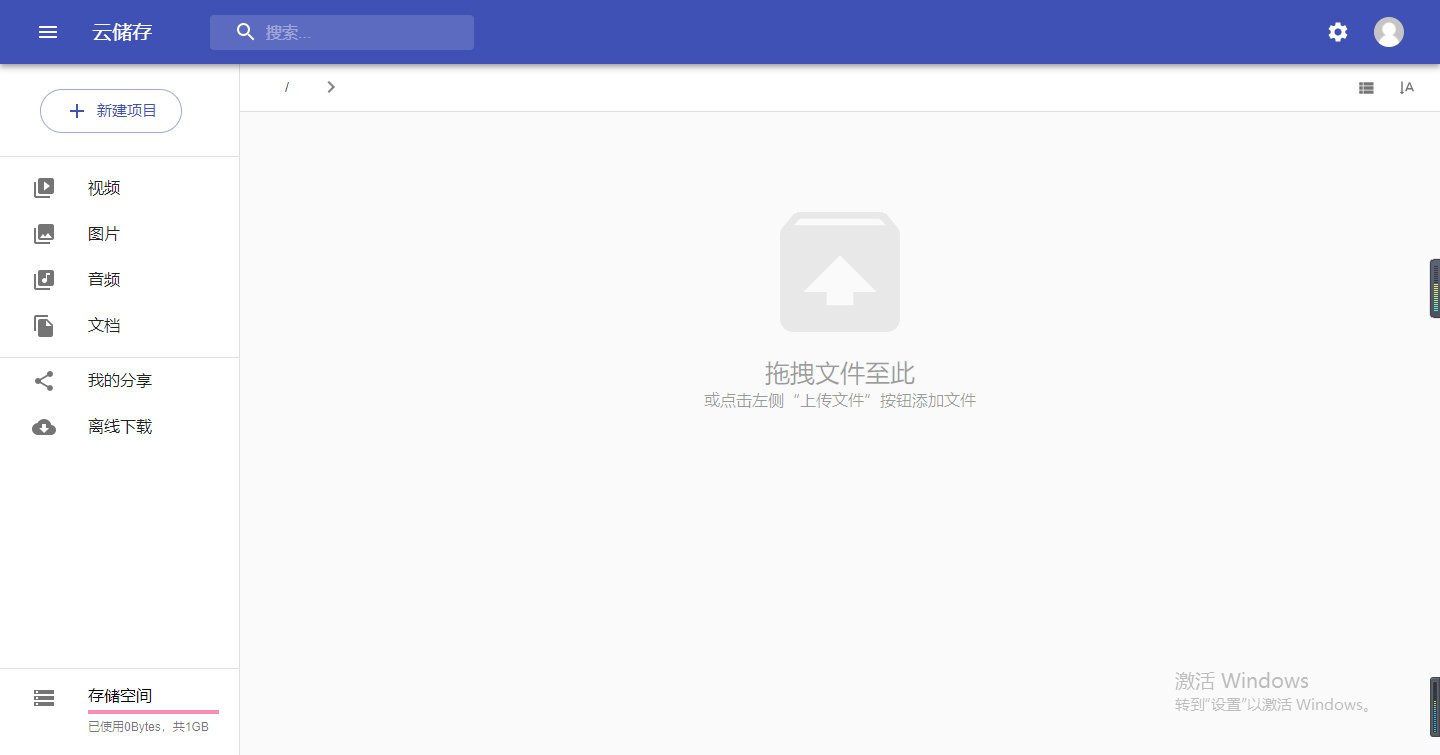 云储存
搜索...
新建项目
/
视频
图片
音频
文档
我的分享
离线下载
拖拽文件至此
或点击左侧“上传文件”按钮添加文件
存储空间
已使用0Bytes，共1GB
激活 Windows
转到“设置”以激活 Windows。